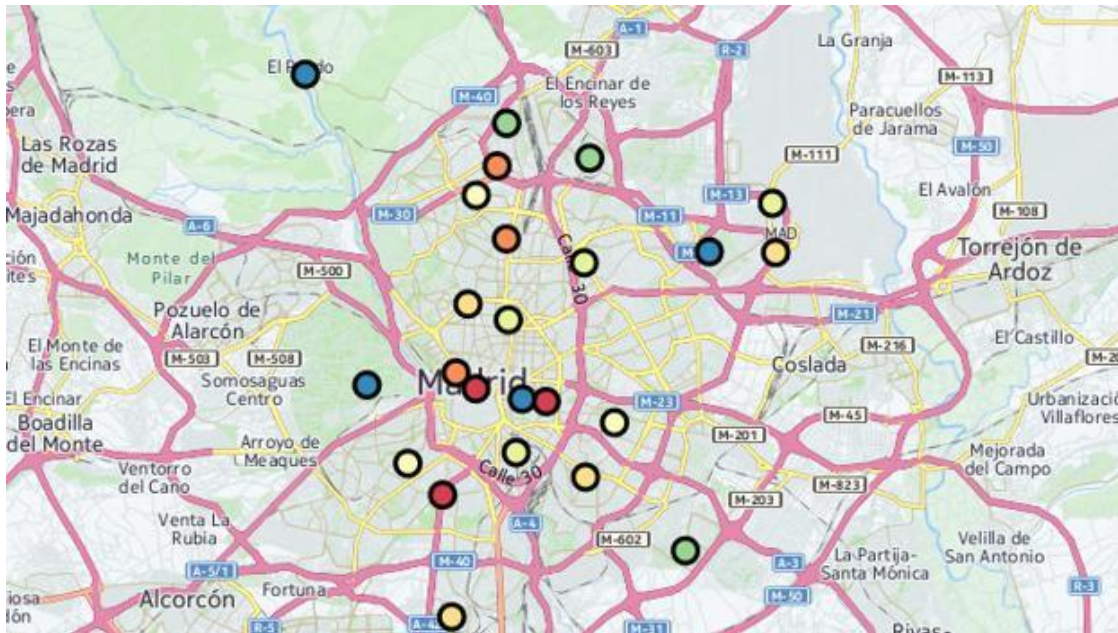 A-1
La Granja
M-603
R-2
El Encinar de
los Reyes
M-113
M-40
Paracuellos
de Jarama
Las Rozas
de Madrid
M-50
M-111
El Avalón
M-13
Majadahonda
M-30
M-11
M-108
A-6
MAD
Calle 30
Torrejón de
Ardoz
Monte del
Pilar
M-500
Pozuelo de
Alarcón
M-21
El Castillo
El Monte de
las Encinas
M-503
M-508
M-216
Coslada
Somosaguas
Centro
Madrid
El Encinar
M-23
Urbanizació
Villaflores
Boadilla
del Monte
M-45
Arroyo de
Meaques
M-201
Mejorada
del Campo
Ventorro
del Cano
Calle 30
M-823
M-203
Venta La
Rubia
A-4
M-602
Velilla de
San Antonio
A-5/1
M-40
A-3
La Partija-
Santa Mónica
R-3
Fortuna
Alcorcón
M-50
R-5
M-31
Rivas-